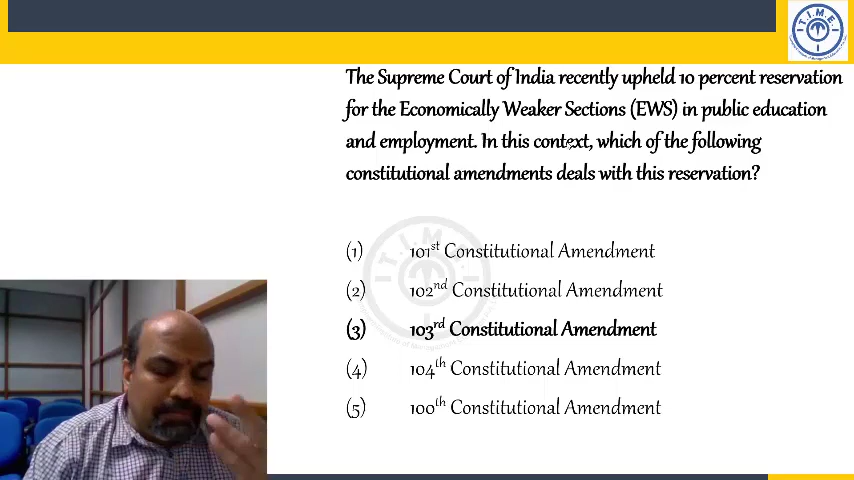 T.I.M.E.
The Supreme Court of India recently upheld 10 percent reservation
for the Economically Weaker Sections (EWS) in public education
and employment. In this context, which of the following
constitutional amendments deals with this reservation?
(1) 101st Constitutional Amendment
(2) 102nd Constitutional Amendment
(3) 103rd Constitutional Amendment
(4) 104th Constitutional Amendment
(5) 100th Constitutional Amendment